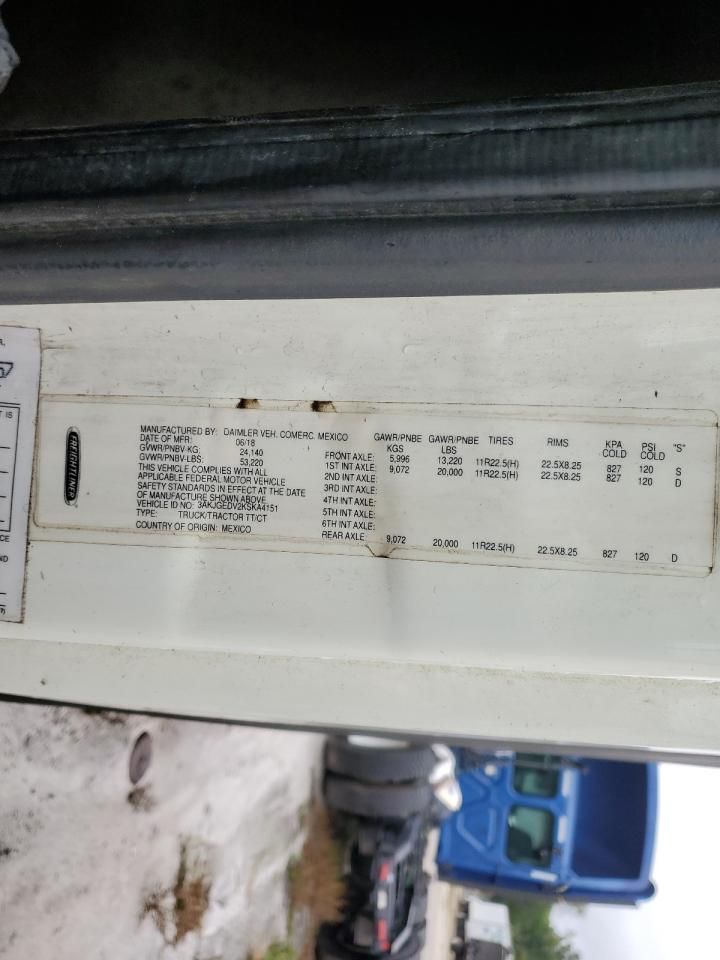 R,
T IS
CE
ND
FREIGHTLINER
MANUFACTURED BY: DAIMLER VEH. COMERC. MEXICO
DATE OF MFR: 06/18
GVWR/PNBV-KG: 24,140
GVWR/PNBV-LBS: 53,220
THIS VEHICLE COMPLIES WITH ALL
APPLICABLE FEDERAL MOTOR VEHICLE
SAFETY STANDARDS IN EFFECT AT THE DATE
OF MANUFACTURE SHOWN ABOVE
VEHICLE ID NO: 3AKJGEDV2KSKA4151
TYPE: TRUCK/TRACTOR TT/CT
COUNTRY OF ORIGIN: MEXICO
GAWR/PNBE GAWR/PNBE TIRES RIMS KPA PSI "S"
KGS LBS COLD COLD
FRONT AXLE: 5,996 13,220 11R22.5(H) 22.5X8.25 827 120 S
1ST INT AXLE: 9,072 20,000 11R22.5(H) 22.5X8.25 827 120 D
2ND INT AXLE:
3RD INT AXLE:
4TH INT AXLE:
5TH INT AXLE:
6TH INT AXLE:
REAR AXLE: 9,072 20,000 11R22.5(H) 22.5X8.25 827 120 D